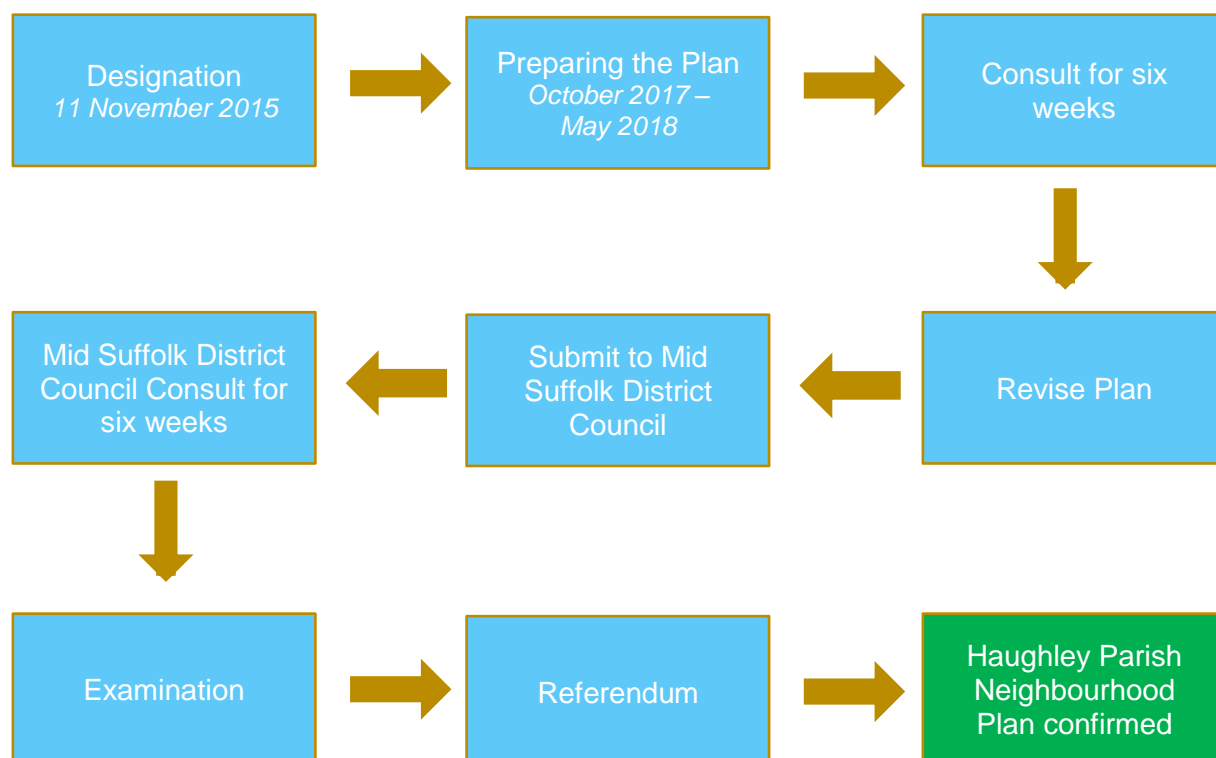 Designation
11 November 2015
Preparing the Plan
October 2017 –
May 2018
Consult for six
weeks
Revise Plan
Submit to Mid
Suffolk District
Council
Mid Suffolk District
Council Consult for
six weeks
Examination
Referendum
Haughley Parish
Neighbourhood
Plan confirmed